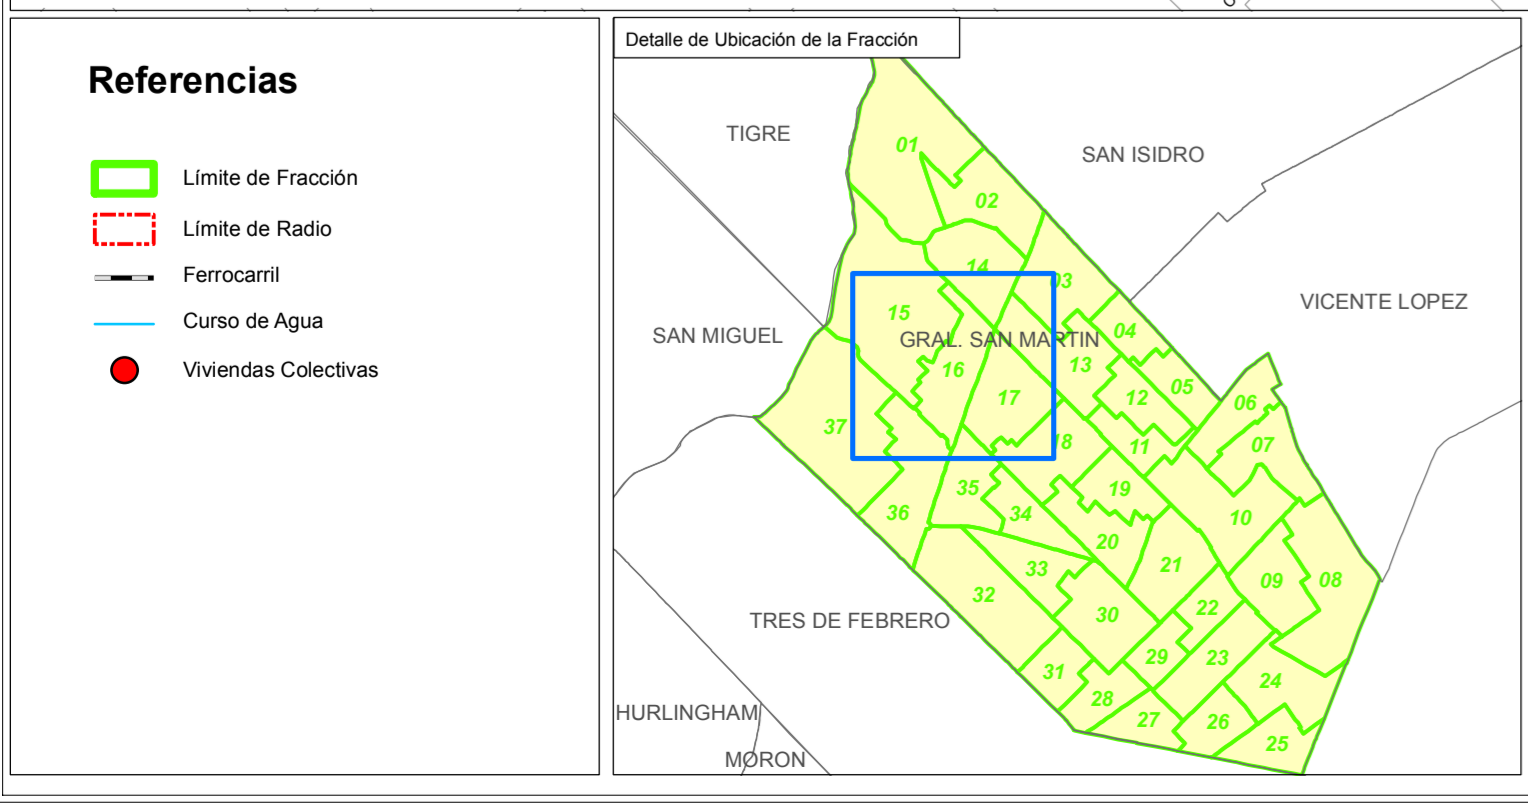 Referencias
Límite de Fracción
Límite de Radio
Ferrocarril
Curso de Agua
Viviendas Colectivas
Detalle de Ubicación de la Fracción
TIGRE
01
SAN ISIDRO
02
14
03
VICENTE LOPEZ
15
SAN MIGUEL
GRAL. SAN MARTIN
04
13
16
05
17
12
06
37
18
11
07
35
19
36
34
10
20
33
21
09
08
32
22
TRES DE FEBRERO
30
29
23
31
24
28
HURLINGHAM
27
26
25
MORON